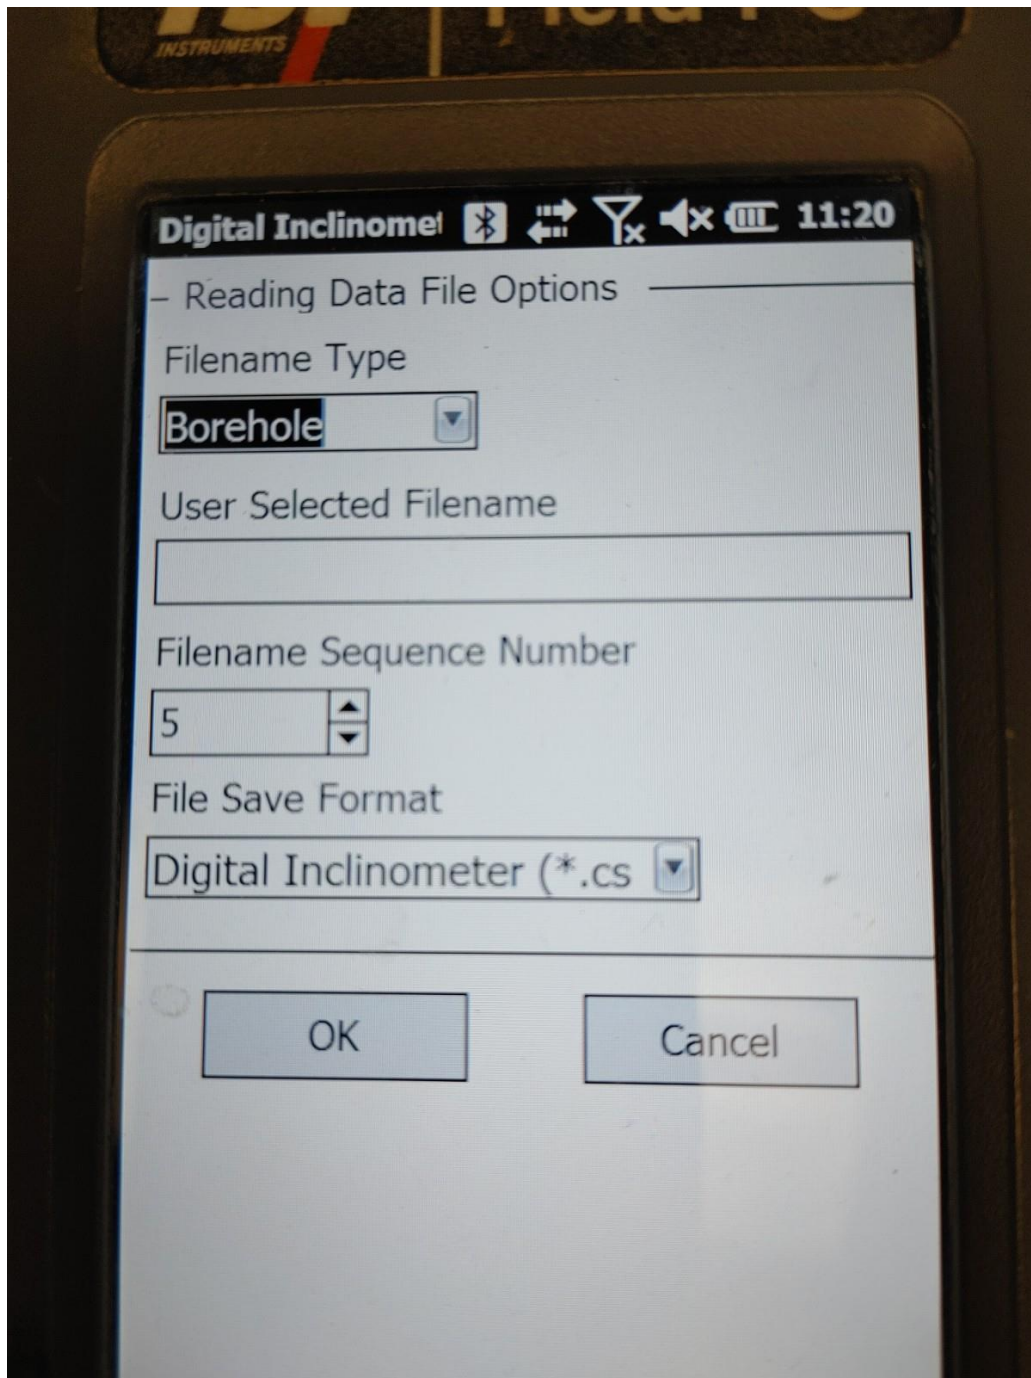 INSTRUMENTS
Digital Inclinomet
11:20
Reading Data File Options
Filename Type
Borehole
User Selected Filename
Filename Sequence Number
5
File Save Format
Digital Inclinometer (*.cs
OK
Cancel